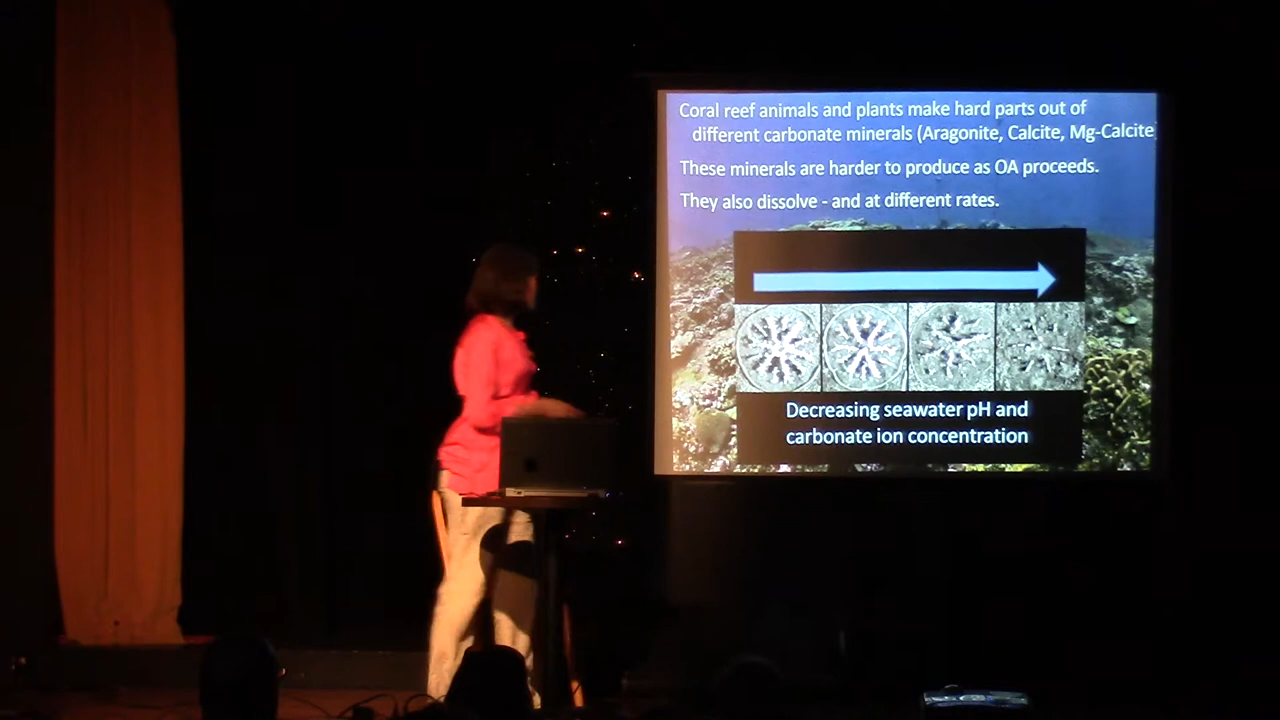 Coral reef animals and plants make hard parts out of
different carbonate minerals (Aragonite, Calcite, Mg-Calcite
These minerals are harder to produce as OA proceeds.
They also dissolve - and at different rates.
Decreasing seawater pH and
carbonate ion concentration